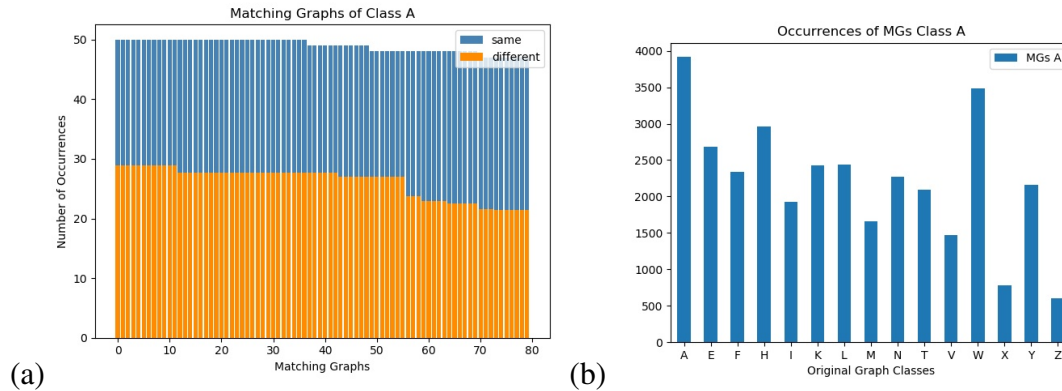 Matching Graphs of Class A
same
different
50
40
30
20
10
0
Number of Occurrences
0 10 20 30 40 50 60 70 80
Matching Graphs
(a)
Occurrences of MGs Class A
MGs A
4000
3500
3000
2500
2000
1500
1000
500
0
A E F H I K L M N T V W X Y Z
Original Graph Classes
(b)